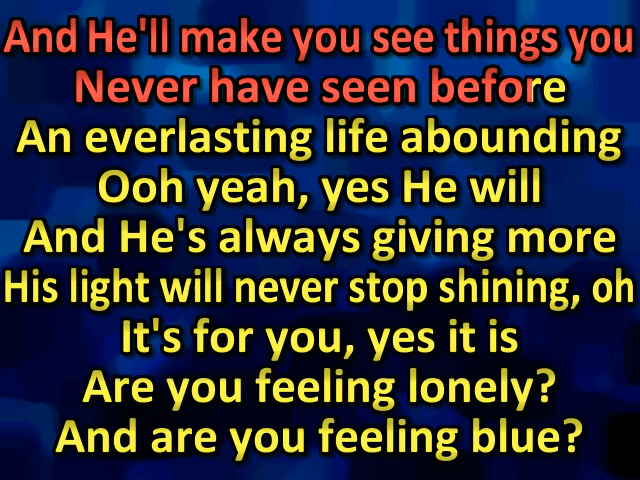 And He'll make you see things you
Never have seen before
An everlasting life abounding
Ooh yeah, yes He will
And He's always giving more
His light will never stop shining, oh
It's for you, yes it is
Are you feeling lonely?
And are you feeling blue?